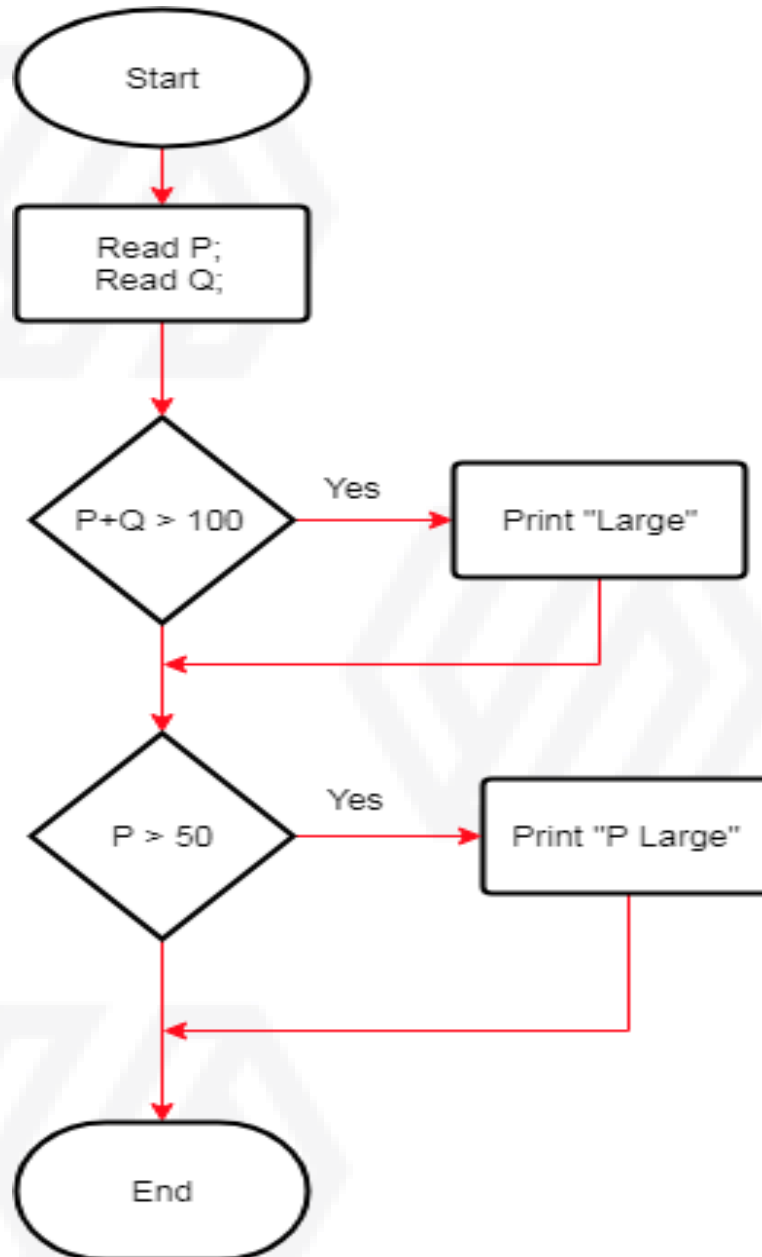 Start
Read P;
Read Q;
P+Q > 100
Yes
Print "Large"
P > 50
Yes
Print "P Large"
End